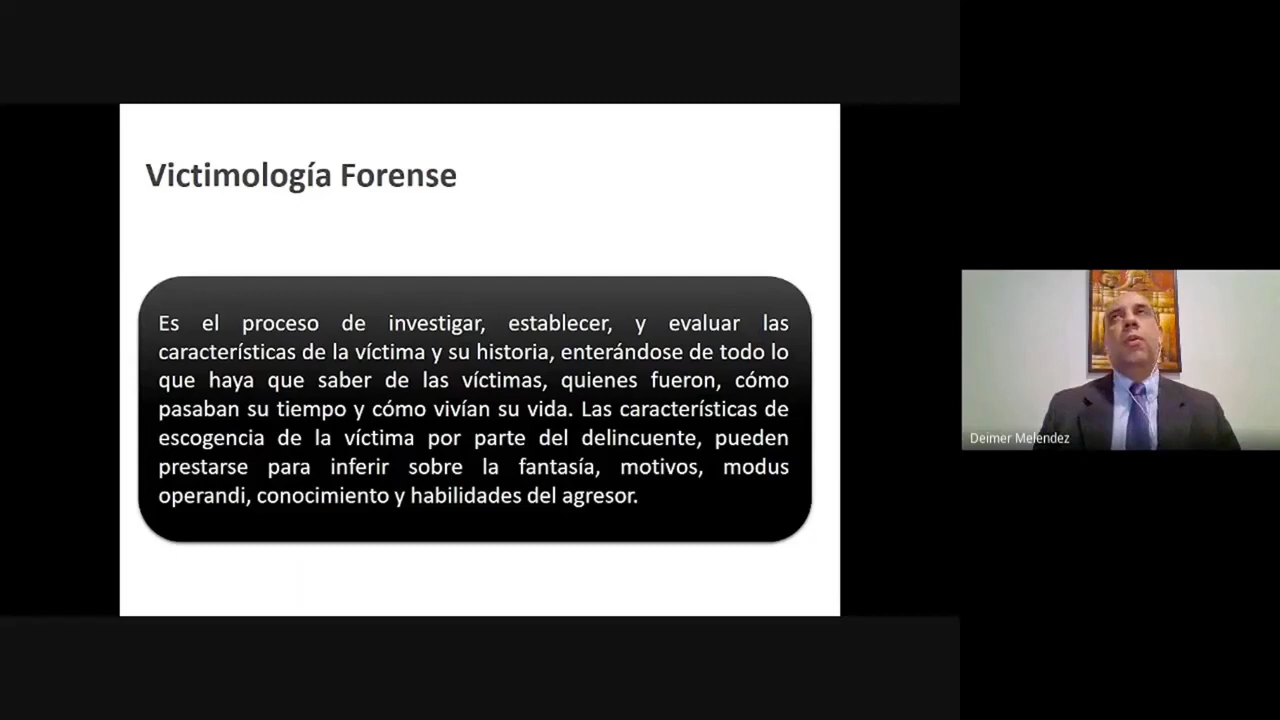 Victimología Forense
Es el proceso de investigar, establecer, y evaluar las
características de la víctima y su historia, enterándose de todo lo
que haya que saber de las víctimas, quienes fueron, cómo
pasaban su tiempo y cómo vivían su vida. Las características de
escogencia de la víctima por parte del delincuente, pueden
prestarse para inferir sobre la fantasía, motivos, modus
operandi, conocimiento y habilidades del agresor.
Deimer Melendez